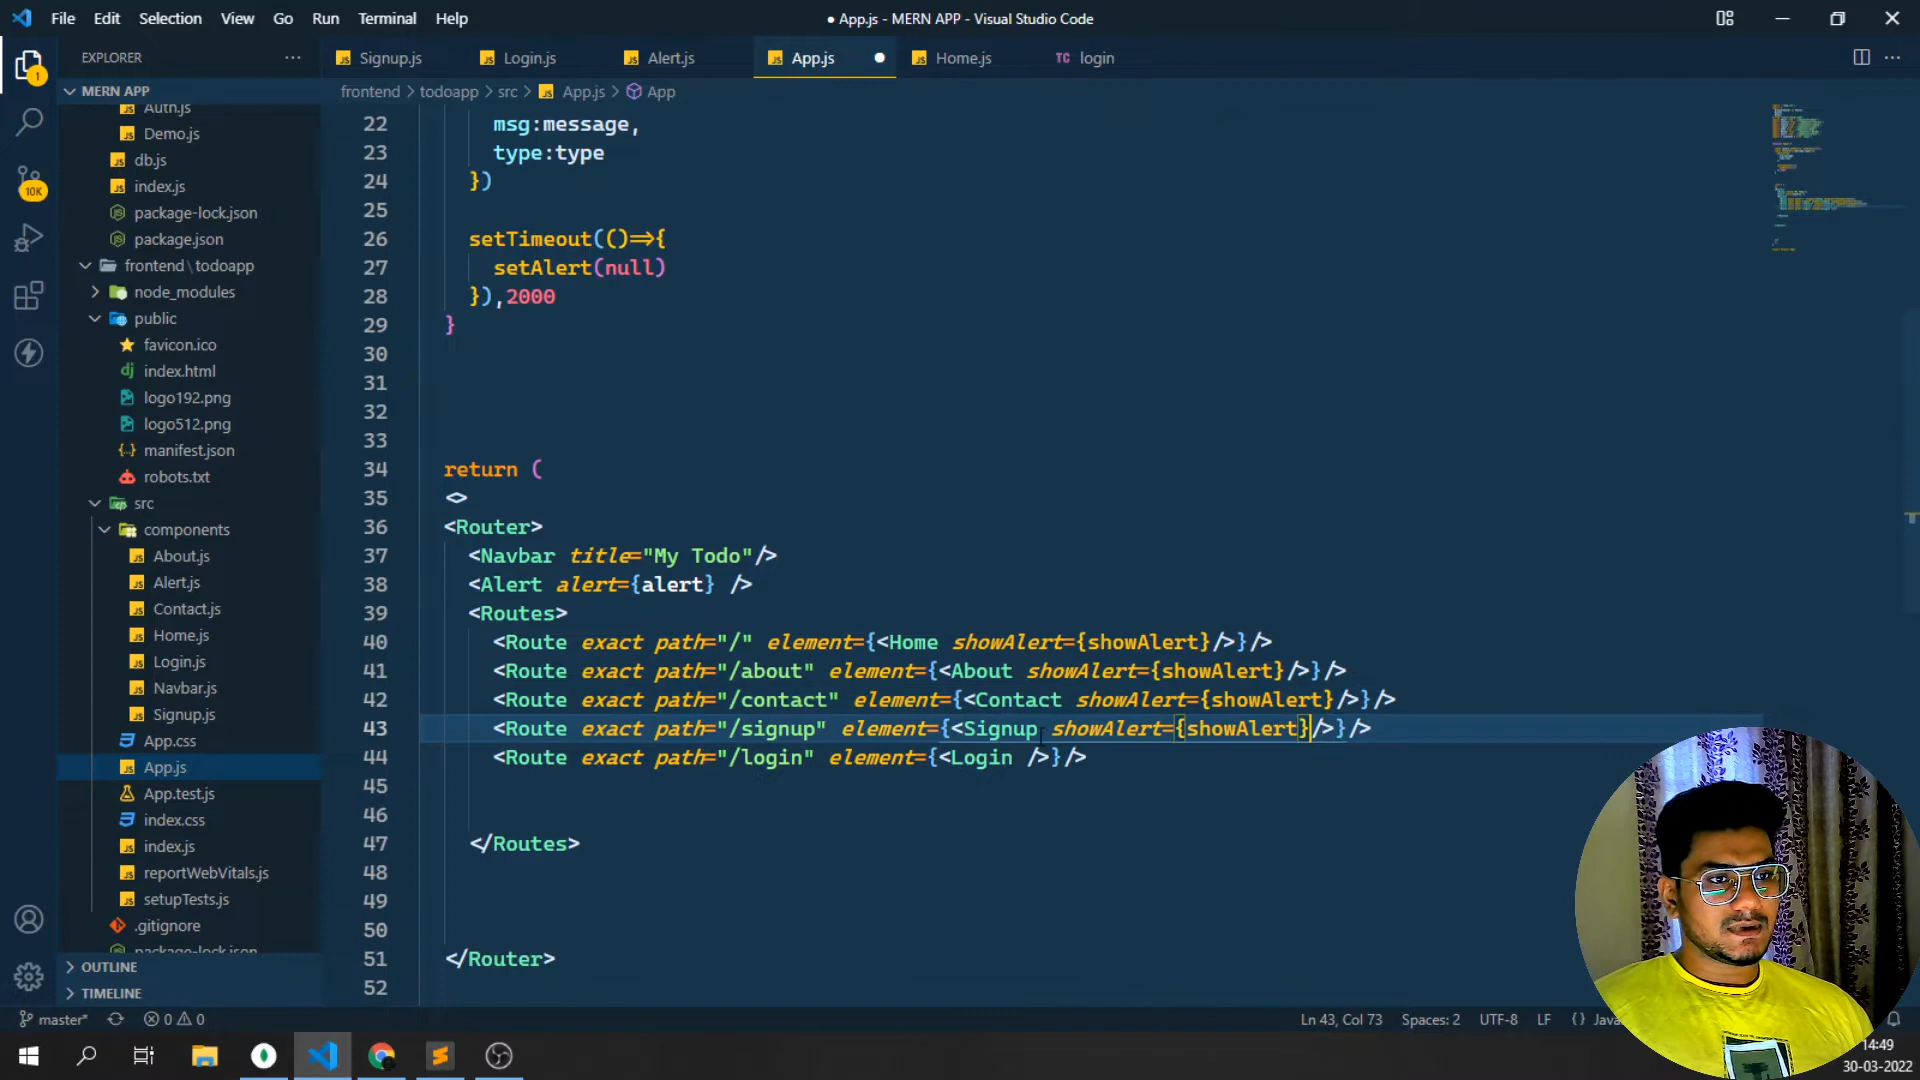 File Edit Selection View Go Run Terminal Help
● App.js - MERN APP - Visual Studio Code
EXPLORER
Signup.js
Login.js
Alert.js
App.js
Home.js
TC login
MERN APP
frontend > todoapp > src > App.js > App
Auth.js
Demo.js
db.js
index.js
package-lock.json
package.json
frontend \ todoapp
node_modules
public
favicon.ico
index.html
logo192.png
logo512.png
manifest.json
robots.txt
src
components
About.js
Alert.js
Contact.js
Home.js
Login.js
Navbar.js
Signup.js
App.css
App.js
App.test.js
index.css
index.js
reportWebVitals.js
setupTests.js
.gitignore
package-lock.json
OUTLINE
TIMELINE
1
10K
22 msg:message,
23 type:type
24 })
25
26 setTimeout(()=>{
27 setAlert(null)
28 }),2000
29 }
30
31
32
33
34 return (
35 <>
36 <Router>
37 <Navbar title="My Todo"/>
38 <Alert alert={alert} />
39 <Routes>
40 <Route exact path="/" element={<Home showAlert={showAlert}/>}/>
41 <Route exact path="/about" element={<About showAlert={showAlert}/>}/>
42 <Route exact path="/contact" element={<Contact showAlert={showAlert}/>}/>
43 <Route exact path="/signup" element={<Signup showAlert={showAlert}/>}/>
44 <Route exact path="/login" element={<Login />}/>
45
46
47 </Routes>
48
49
50
51 </Router>
52
master* 0 0
Ln 43, Col 73 Spaces: 2 UTF-8 LF {} Java
14:49
30-03-2022